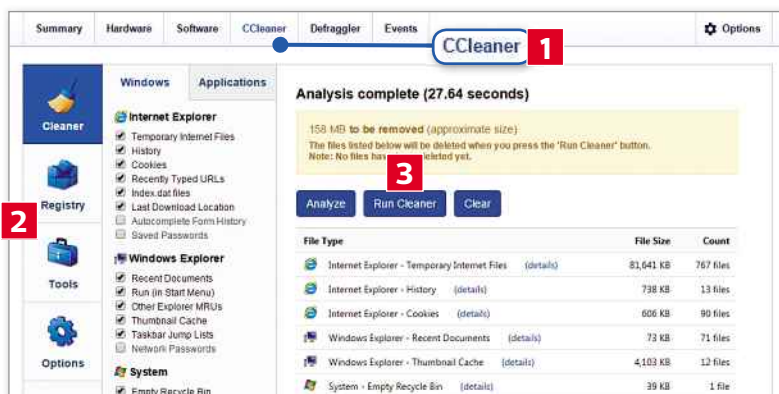 Summary Hardware Software CCleaner Defraggler Events Options
CCleaner 1
Windows Applications
Cleaner
Registry
2
Tools
Options
Internet Explorer
Temporary Internet Files
History
Cookies
Recently Typed URLs
Index.dat files
Last Download Location
Autocomplete Form History
Saved Passwords
Windows Explorer
Recent Documents
Run (in Start Menu)
Other Explorer MRUs
Thumbnail Cache
Taskbar Jump Lists
Network Passwords
System
Empty Recycle Bin
Analysis complete (27.64 seconds)
158 MB to be removed (approximate size)
The files listed below will be deleted when you press the 'Run Cleaner' button.
Note: No files have deleted yet.
3
Analyze Run Cleaner Clear
File Type File Size Count
Internet Explorer - Temporary Internet Files (details) 81,641 KB 767 files
Internet Explorer - History (details) 738 KB 13 files
Internet Explorer - Cookies (details) 606 KB 90 files
Windows Explorer - Recent Documents (details) 73 KB 71 files
Windows Explorer - Thumbnail Cache (details) 4,103 KB 12 files
System - Empty Recycle Bin (details) 39 KB 1 file